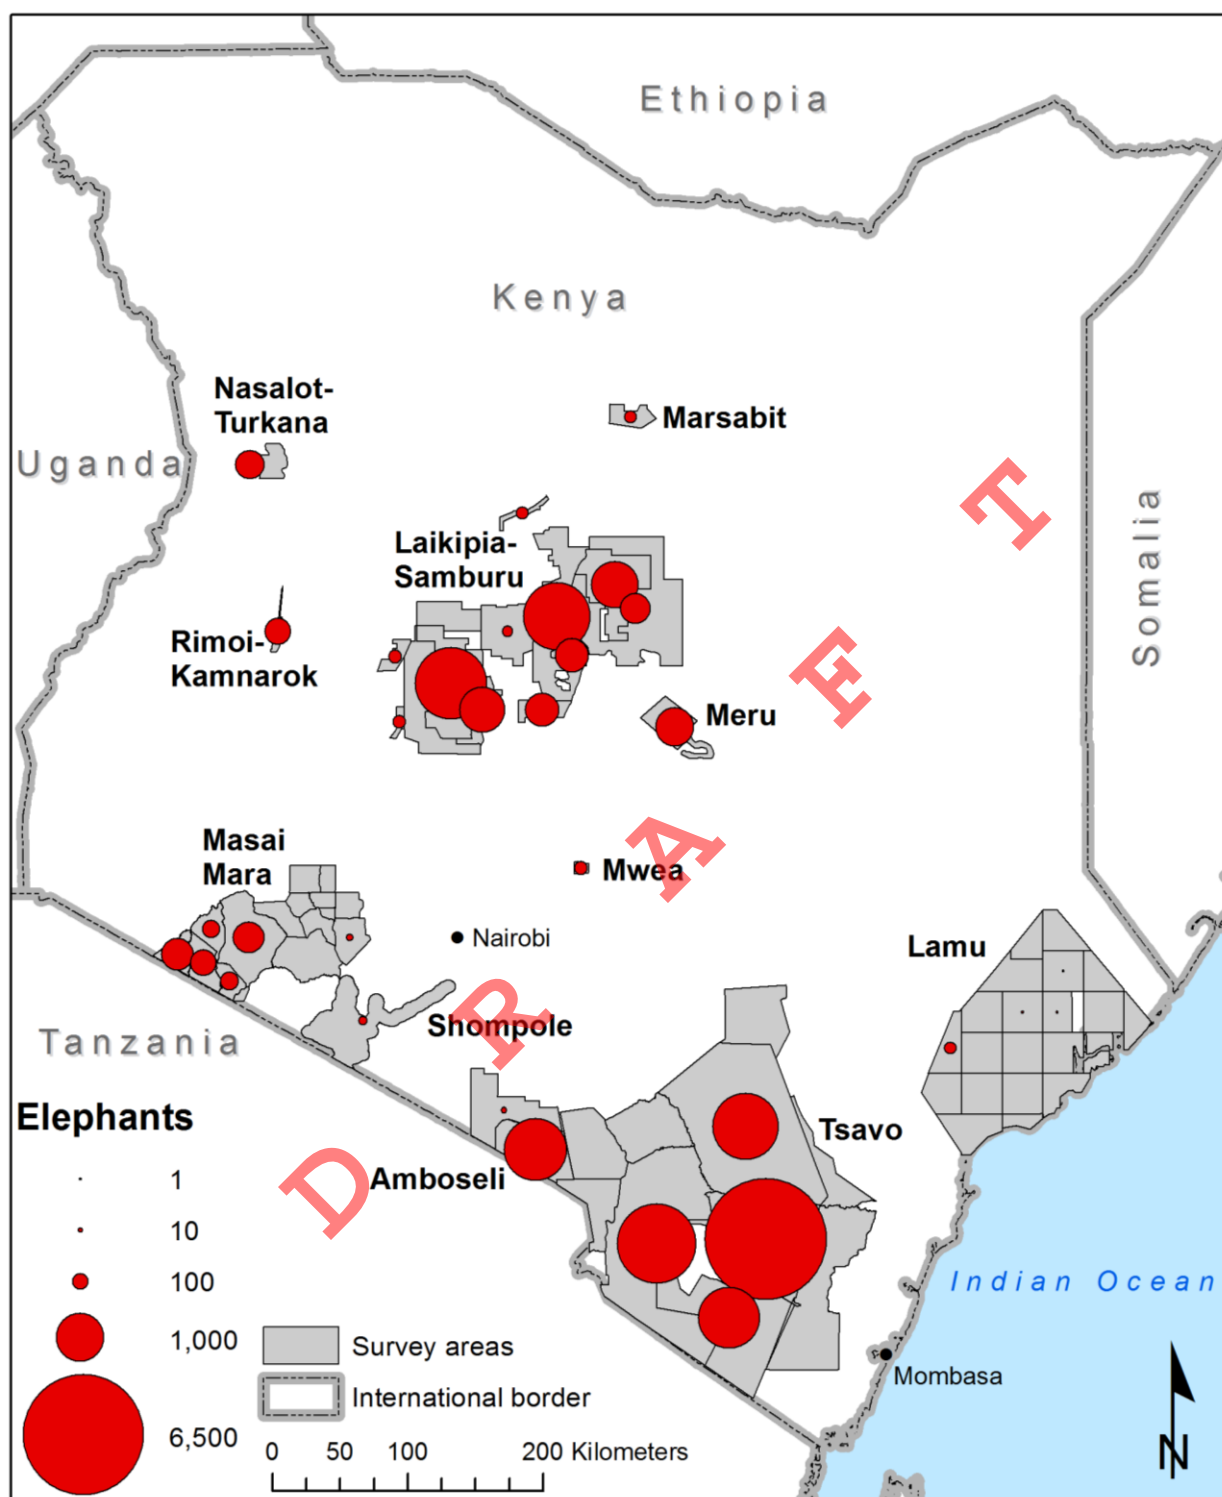 Ethiopia
Kenya
Nasalot-
Turkana
Marsabit
Uganda
T
Somalia
Laikipia-
Samburu
Rimoi-
Kamnarok
E
Meru
Masai
Mara
A
Mwea
Nairobi
Lamu
R
Shompole
Tanzania
Elephants
Tsavo
D
Amboseli
1
10
100
1,000
6,500
Survey areas
International border
0 50 100 200 Kilometers
Indian Ocean
Mombasa
N